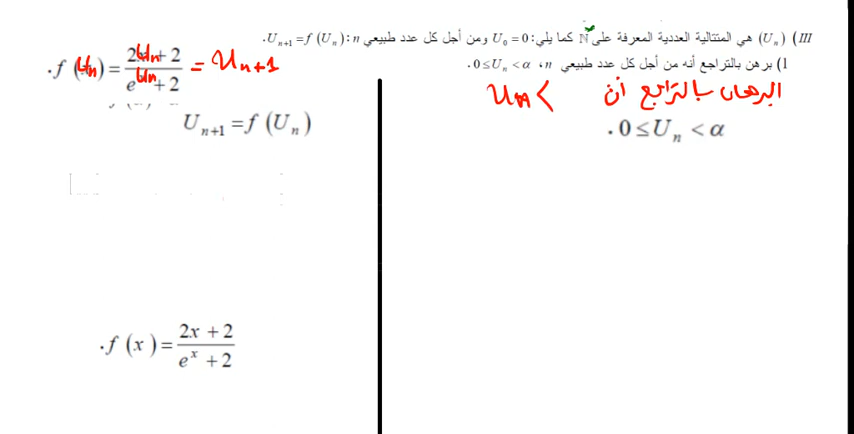 III) (Uₙ) هي المتتالية العددية المعرفة على ℕ كما يلي: U₀ = 0 ومن أجل كل عدد طبيعي n : Uₙ₊₁ = f (Uₙ).
1) برهن بالتراجع أنه من أجل كل عدد طبيعي n، 0 ≤ Uₙ < α.
البرهان بالتراجع أن Uₙ <
.0 ≤ Uₙ < α
.f (Uₙ) = (2Uₙ + 2)/(e^Uₙ + 2) = Uₙ₊₁
Uₙ₊₁ = f (Uₙ)
.f (x) = (2x + 2)/(eˣ + 2)